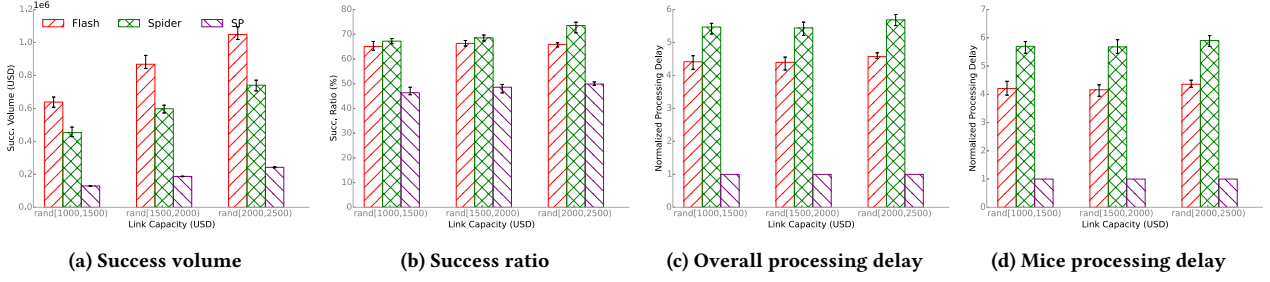 1e6
Flash Spider SP
1.2
1.0
0.8
0.6
0.4
0.2
0.0
Succ. Volume (USD)
rand[1000,1500) rand[1500,2000) rand[2000,2500)
Link Capacity (USD)
(a) Success volume
80
70
60
50
40
30
20
10
0
Succ. Ratio (%)
rand[1000,1500) rand[1500,2000) rand[2000,2500)
Link Capacity (USD)
(b) Success ratio
6
5
4
3
2
1
0
Normalized Processing Delay
rand[1000,1500) rand[1500,2000) rand[2000,2500)
Link Capacity (USD)
(c) Overall processing delay
7
6
5
4
3
2
1
0
Normalized Processing Delay
rand[1000,1500) rand[1500,2000) rand[2000,2500)
Link Capacity (USD)
(d) Mice processing delay